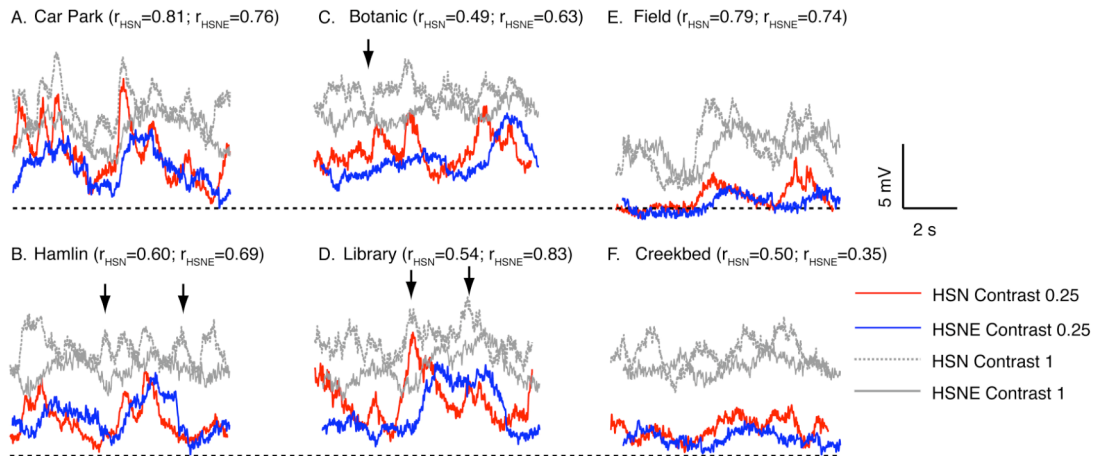 A. Car Park (rHSN=0.81; rHSNE=0.76)
C. Botanic (rHSN=0.49; rHSNE=0.63)
E. Field (rHSN=0.79; rHSNE=0.74)
5 mV
2 s
B. Hamlin (rHSN=0.60; rHSNE=0.69)
D. Library (rHSN=0.54; rHSNE=0.83)
F. Creekbed (rHSN=0.50; rHSNE=0.35)
HSN Contrast 0.25
HSNE Contrast 0.25
HSN Contrast 1
HSNE Contrast 1